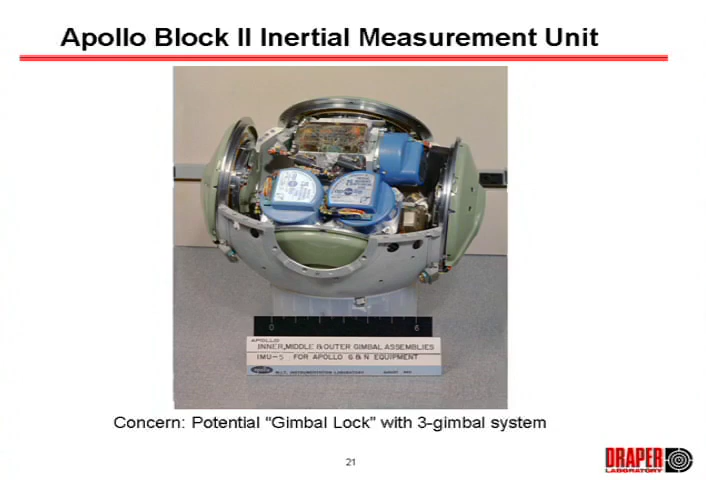 Apollo Block II Inertial Measurement Unit
0 6
APOLLO
INNER, MIDDLE & OUTER GIMBAL ASSEMBLIES
IMU-5 FOR APOLLO G & N EQUIPMENT
M.I.T. INSTRUMENTATION LABORATORY AUGUST
Concern: Potential "Gimbal Lock" with 3-gimbal system
21
DRAPER
LABORATORY